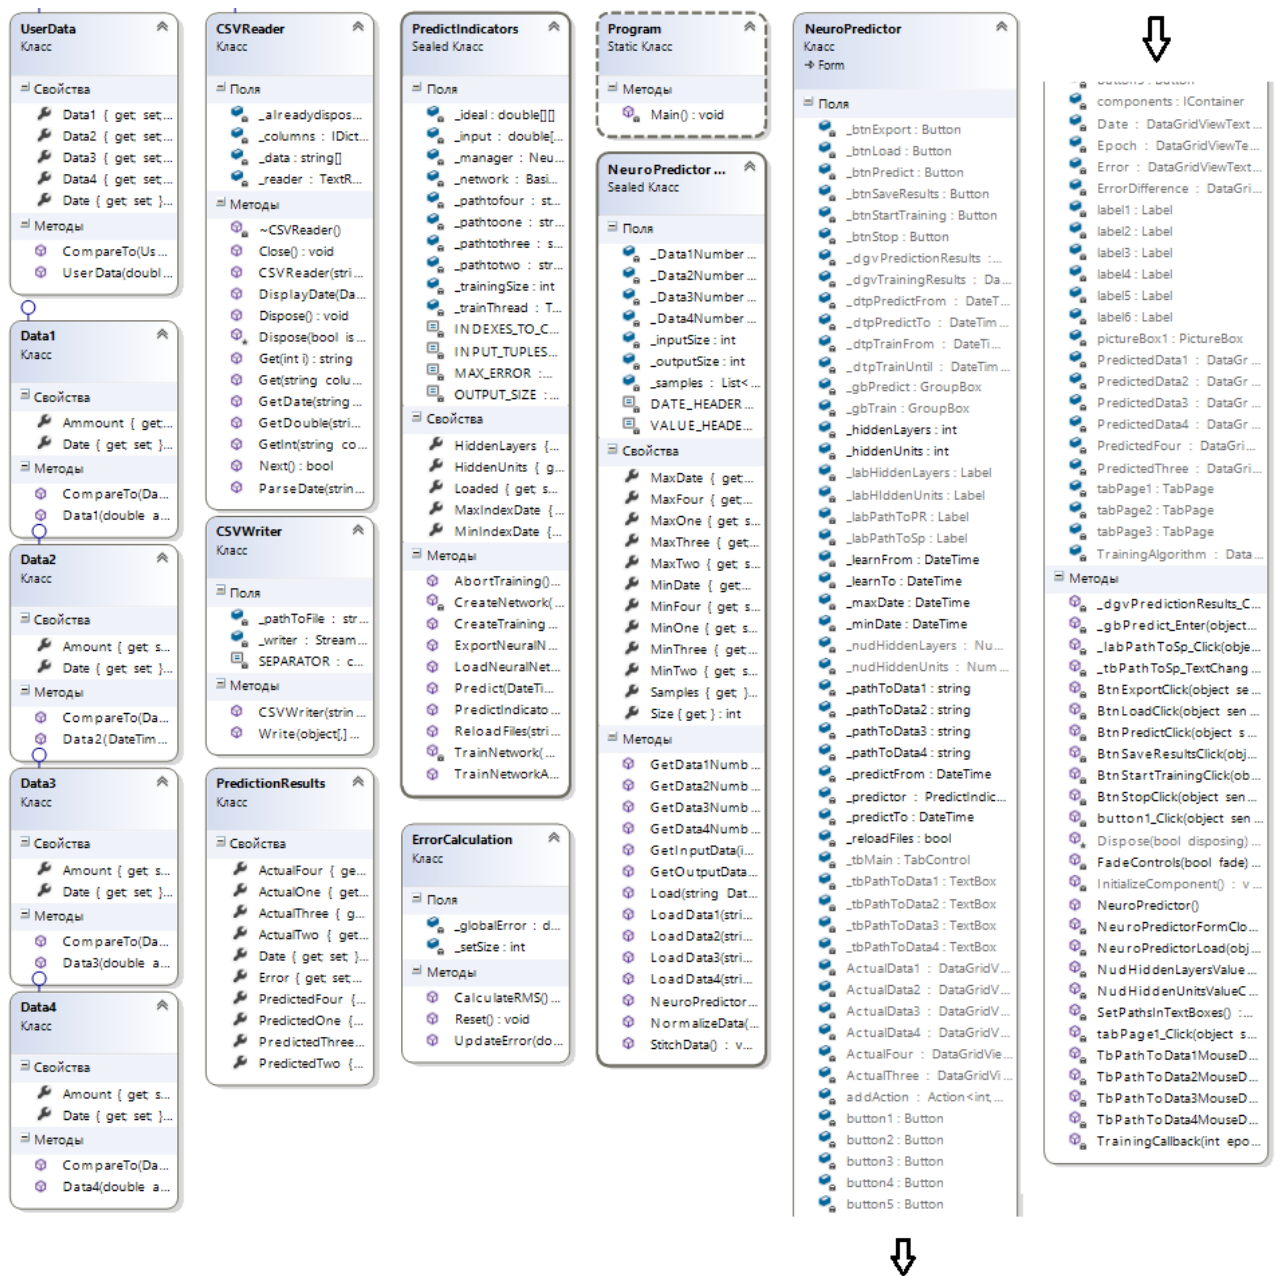 UserData
Класс
Свойства
Data1 { get; set;...
Data2 { get; set;...
Data3 { get; set;...
Data4 { get; set;...
Date { get; set; }...
Методы
CompareTo(Us...
UserData(doubl...
Data1
Класс
Свойства
Ammount { get;...
Date { get; set; }...
Методы
CompareTo(Da...
Data1(double a...
Data2
Класс
Свойства
Amount { get; s...
Date { get; set; }...
Методы
CompareTo(Da...
Data2(DateTim...
Data3
Класс
Свойства
Amount { get; s...
Date { get; set; }...
Методы
CompareTo(Da...
Data3(double a...
Data4
Класс
Свойства
Amount { get; s...
Date { get; set; }...
Методы
CompareTo(Da...
Data4(double a...
CSVReader
Класс
Поля
_alreadydispos...
_columns : IDict...
_data : string[]
_reader : TextR...
Методы
~CSVReader()
Close() : void
CSVReader(stri...
DisplayDate(Da...
Dispose() : void
Dispose(bool is...
Get(int i) : string
Get(string colu...
GetDate(string...
GetDouble(stri...
GetInt(string co...
Next() : bool
ParseDate(strin...
CSVWriter
Класс
Поля
_pathToFile : str...
_writer : Stream...
SEPARATOR : c...
Методы
CSVWriter(strin...
Write(object[,]...
PredictionResults
Класс
Свойства
ActualFour { ge...
ActualOne { get...
ActualThree { g...
ActualTwo { get...
Date { get; set; }...
Error { get; set;...
PredictedFour {...
PredictedOne {...
PredictedThree...
PredictedTwo {...
PredictIndicators
Sealed Класс
Поля
_ideal : double[][]
_input : double[...
_manager : Neu...
_network : Basi...
_pathtofour : st...
_pathtoone : str...
_pathtothree : s...
_pathtotwo : str...
_trainingSize : int
_trainThread : T...
INDEXES_TO_C...
INPUT_TUPLES...
MAX_ERROR :...
OUTPUT_SIZE :...
Свойства
HiddenLayers {...
HiddenUnits { g...
Loaded { get; s...
MaxIndexDate {...
MinIndexDate {...
Методы
AbortTraining()...
CreateNetwork(...
CreateTraining
ExportNeuralN...
LoadNeuralNet...
Predict(DateTi...
PredictIndicato...
ReloadFiles(stri...
TrainNetwork(...
TrainNetworkA...
ErrorCalculation
Класс
Поля
_globalError : d...
_setSize : int
Методы
CalculateRMS()...
Reset() : void
UpdateError(do...
Program
Static Класс
Методы
Main() : void
NeuroPredictor ...
Sealed Класс
Поля
_Data1Number...
_Data2Number...
_Data3Number...
_Data4Number...
_inputSize : int
_outputSize : int
_samples : List<...
DATE_HEADER...
VALUE_HEADE...
Свойства
MaxDate { get;...
MaxFour { get;...
MaxOne { get; s...
MaxThree { get;...
MaxTwo { get; s...
MinDate { get;...
MinFour { get; s...
MinOne { get; s...
MinThree { get;...
MinTwo { get; s...
Samples { get; }...
Size { get; } : int
Методы
GetData1Numb...
GetData2Numb...
GetData3Numb...
GetData4Numb...
GetInputData(i...
GetOutputData...
Load(string Dat...
LoadData1(stri...
LoadData2(stri...
LoadData3(stri...
LoadData4(stri...
NeuroPredictor...
NormalizeData(...
StitchData() : v...
NeuroPredictor
Класс
Form
Поля
_btnExport : Button
_btnLoad : Button
_btnPredict : Button
_btnSaveResults : Button
_btnStartTraining : Button
_btnStop : Button
_dgvPredictionResults :...
_dgvTrainingResults : Da...
_dtpPredictFrom : DateT...
_dtpPredictTo : DateTim...
_dtpTrainFrom : DateTi...
_dtpTrainUntil : DateTim...
_gbPredict : GroupBox
_gbTrain : GroupBox
_hiddenLayers : int
_hiddenUnits : int
_labHiddenLayers : Label
_labHIddenUnits : Label
_labPathToPR : Label
_labPathToSp : Label
_learnFrom : DateTime
_learnTo : DateTime
_maxDate : DateTime
_minDate : DateTime
_nudHiddenLayers : Nu...
_nudHiddenUnits : Num...
_pathToData1 : string
_pathToData2 : string
_pathToData3 : string
_pathToData4 : string
_predictFrom : DateTime
_predictor : PredictIndic...
_predictTo : DateTime
_reloadFiles : bool
_tbMain : TabControl
_tbPathToData1 : TextBox
_tbPathToData2 : TextBox
_tbPathToData3 : TextBox
_tbPathToData4 : TextBox
ActualData1 : DataGridV...
ActualData2 : DataGridV...
ActualData3 : DataGridV...
ActualData4 : DataGridV...
ActualFour : DataGridVie...
ActualThree : DataGridVi...
addAction : Action<int,...
button1 : Button
button2 : Button
button3 : Button
button4 : Button
button5 : Button
button5 : Button
components : IContainer
Date : DataGridViewText...
Epoch : DataGridViewTe...
Error : DataGridViewText...
ErrorDifference : DataGri...
label1 : Label
label2 : Label
label3 : Label
label4 : Label
label5 : Label
label6 : Label
pictureBox1 : PictureBox
PredictedData1 : DataGr...
PredictedData2 : DataGr...
PredictedData3 : DataGr...
PredictedData4 : DataGr...
PredictedFour : DataGri...
PredictedThree : DataGri...
tabPage1 : TabPage
tabPage2 : TabPage
tabPage3 : TabPage
TrainingAlgorithm : Data...
Методы
_dgvPredictionResults_C...
_gbPredict_Enter(object...
_labPathToSp_Click(obje...
_tbPathToSp_TextChang...
BtnExportClick(object se...
BtnLoadClick(object sen...
BtnPredictClick(object s...
BtnSaveResultsClick(obj...
BtnStartTrainingClick(ob...
BtnStopClick(object sen...
button1_Click(object sen...
Dispose(bool disposing)...
FadeControls(bool fade)...
InitializeComponent() : v...
NeuroPredictor()
NeuroPredictorFormClo...
NeuroPredictorLoad(obj...
NudHiddenLayersValue...
NudHiddenUnitsValueC...
SetPathsInTextBoxes() :...
tabPage1_Click(object s...
TbPathToData1MouseD...
TbPathToData2MouseD...
TbPathToData3MouseD...
TbPathToData4MouseD...
TrainingCallback(int epo...